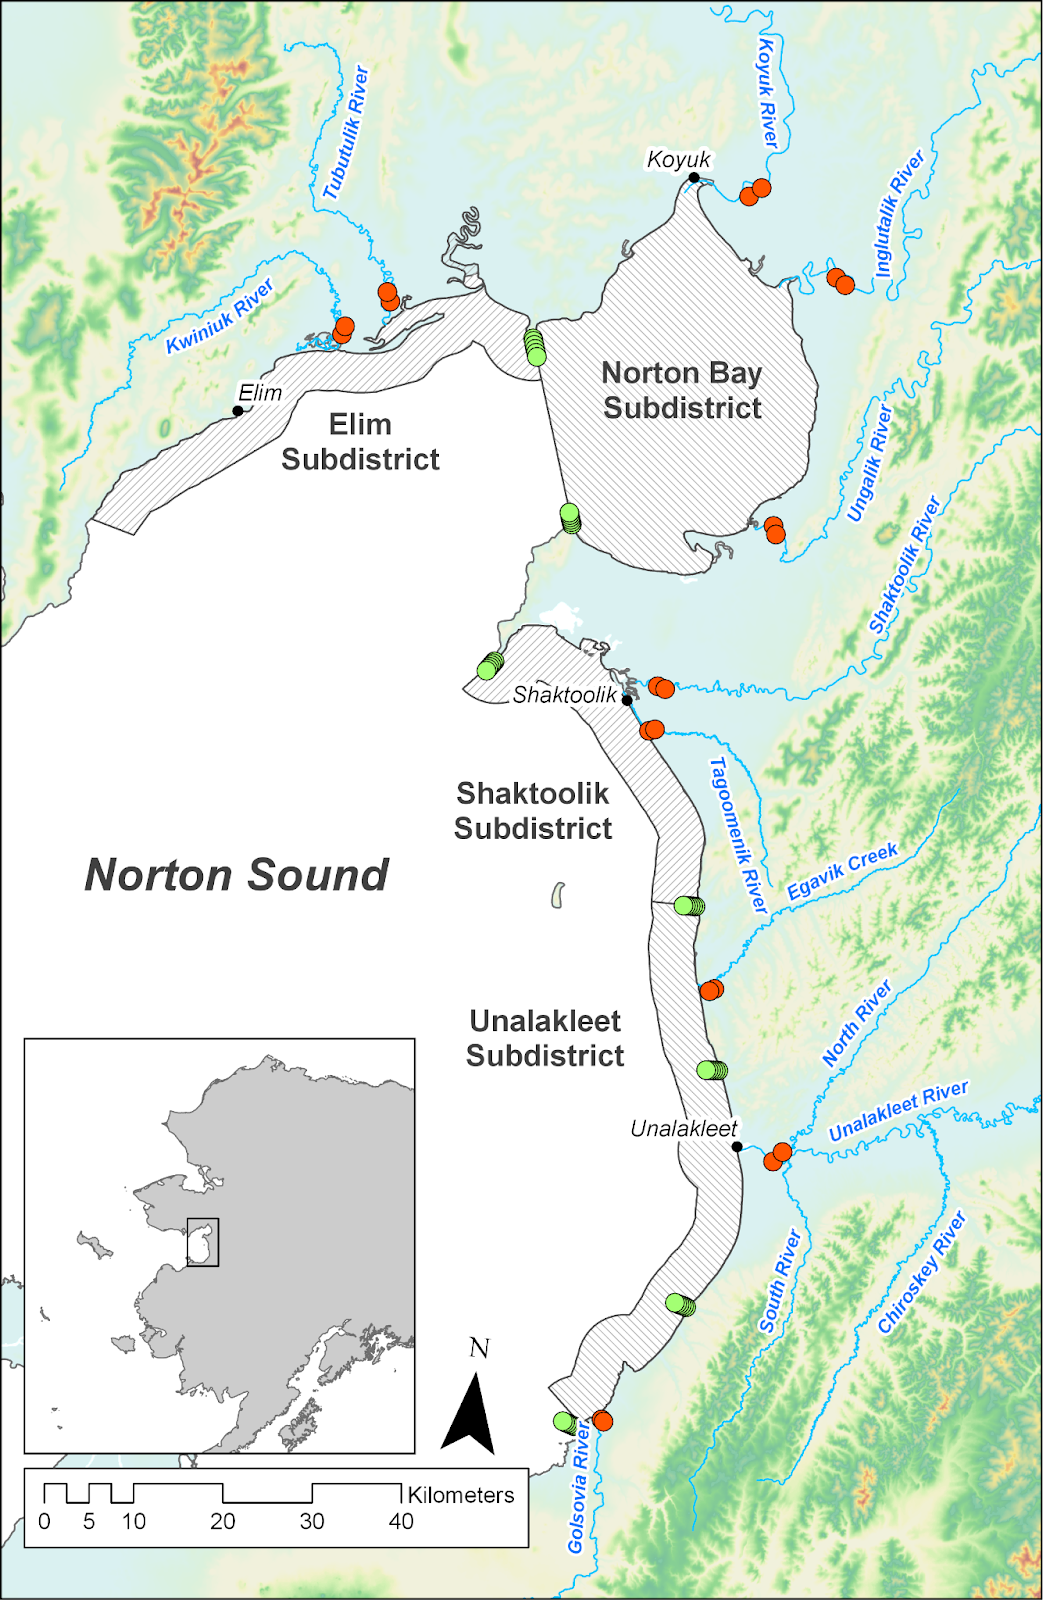 Koyuk River
Tubutulik River
Koyuk
Inglutalik River
Kwiniuk River
Elim
Norton Bay
Subdistrict
Elim
Subdistrict
Ungalik River
Shaktoolik River
Shaktoolik
Tagoomenik River
Shaktoolik
Subdistrict
Egavik Creek
Norton Sound
North River
Unalakleet
Subdistrict
Unalakleet River
Unalakleet
South River
Chiroskey River
N
Golsovia River
Kilometers
0 5 10 20 30 40